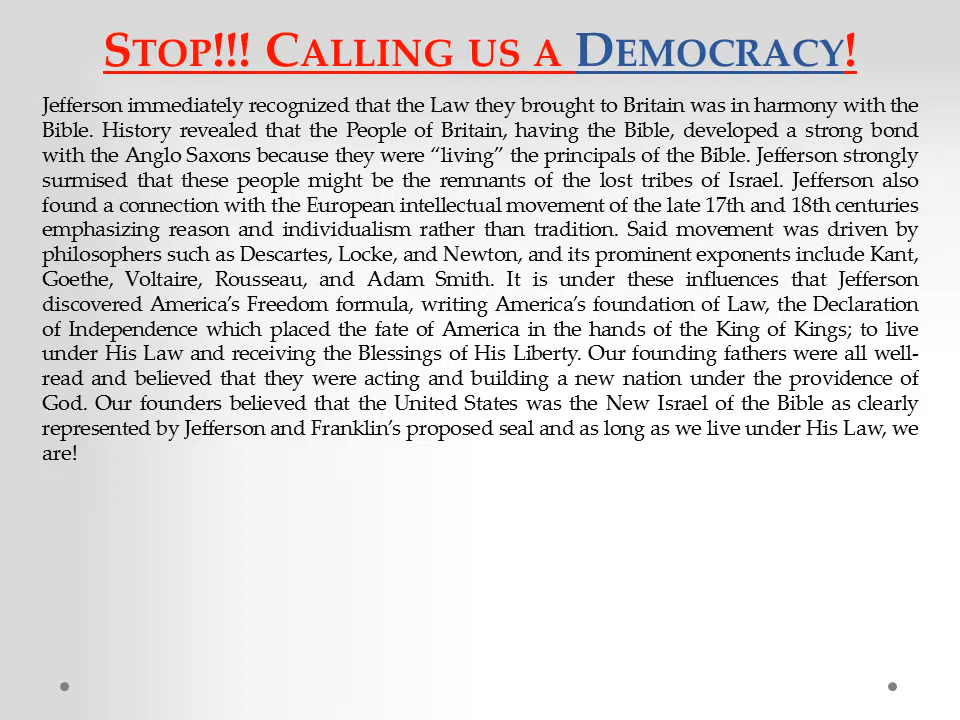 STOP!!! CALLING US A DEMOCRACY!
Jefferson immediately recognized that the Law they brought to Britain was in harmony with the
Bible. History revealed that the People of Britain, having the Bible, developed a strong bond
with the Anglo Saxons because they were “living” the principals of the Bible. Jefferson strongly
surmised that these people might be the remnants of the lost tribes of Israel. Jefferson also
found a connection with the European intellectual movement of the late 17th and 18th centuries
emphasizing reason and individualism rather than tradition. Said movement was driven by
philosophers such as Descartes, Locke, and Newton, and its prominent exponents include Kant,
Goethe, Voltaire, Rousseau, and Adam Smith. It is under these influences that Jefferson
discovered America’s Freedom formula, writing America’s foundation of Law, the Declaration
of Independence which placed the fate of America in the hands of the King of Kings; to live
under His Law and receiving the Blessings of His Liberty. Our founding fathers were all well-
read and believed that they were acting and building a new nation under the providence of
God. Our founders believed that the United States was the New Israel of the Bible as clearly
represented by Jefferson and Franklin’s proposed seal and as long as we live under His Law, we
are!